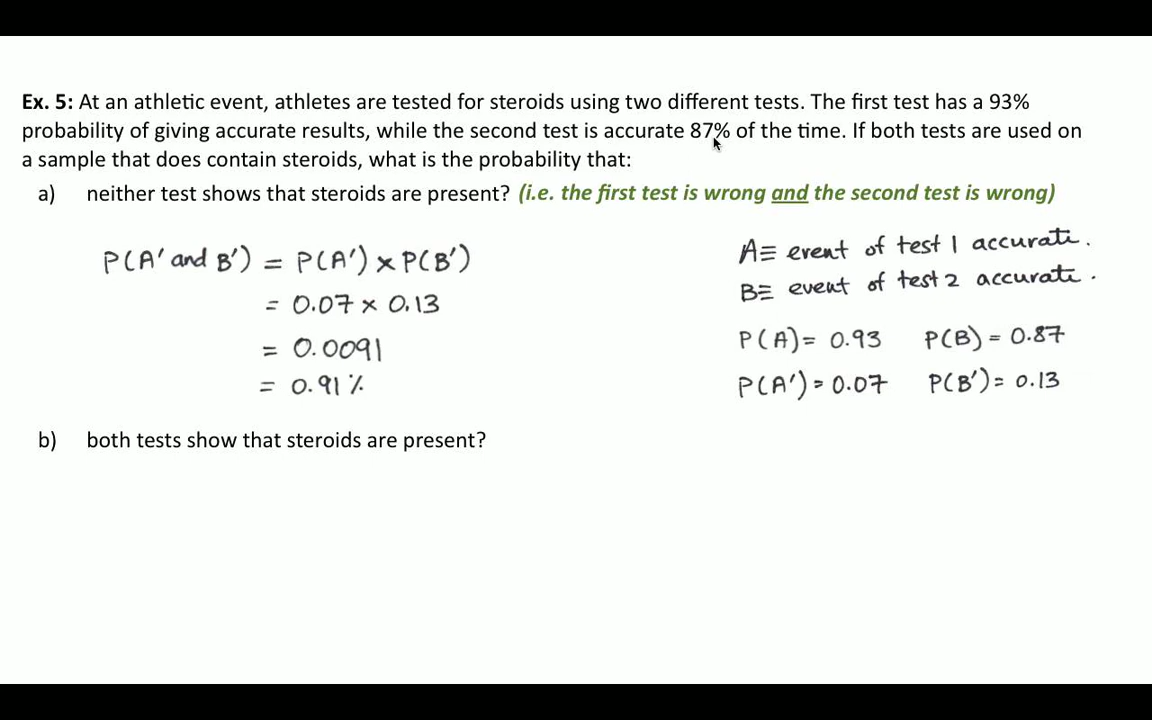 Ex. 5: At an athletic event, athletes are tested for steroids using two different tests. The first test has a 93%
probability of giving accurate results, while the second test is accurate 87% of the time. If both tests are used on
a sample that does contain steroids, what is the probability that:
a) neither test shows that steroids are present? (i.e. the first test is wrong and the second test is wrong)
P(A' and B') = P(A') × P(B')
= 0.07 × 0.13
= 0.0091
= 0.91 %
A ≡ event of test 1 accurate.
B ≡ event of test 2 accurate.
P(A) = 0.93 P(B) = 0.87
P(A') = 0.07 P(B') = 0.13
b) both tests show that steroids are present?